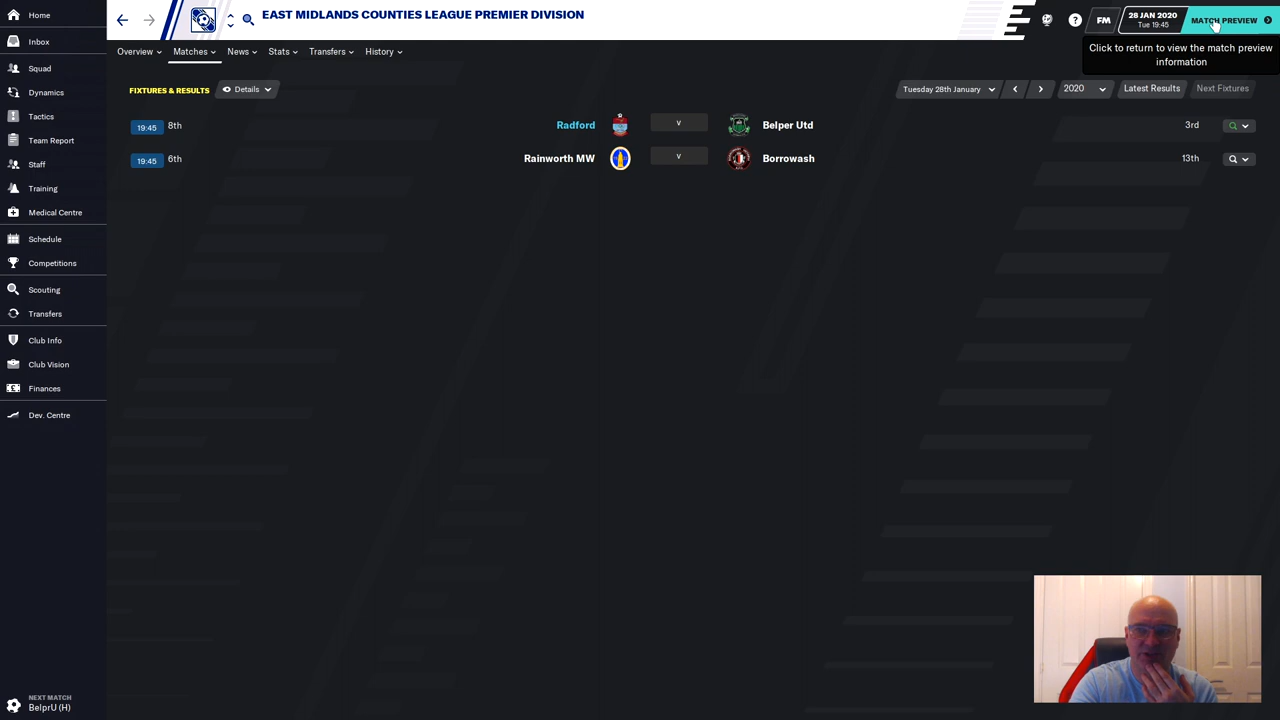 EAST MIDLANDS COUNTIES LEAGUE PREMIER DIVISION
FM
28 JAN 2020
Tue 19:45
MATCH PREVIEW
Click to return to view the match preview
information
Home
Inbox
Squad
Dynamics
Tactics
Team Report
Staff
Training
Medical Centre
Schedule
Competitions
Scouting
Transfers
Club Info
Club Vision
Finances
Dev. Centre
NEXT MATCH
BelprU (H)
Overview Matches News Stats Transfers History
FIXTURES & RESULTS Details Tuesday 28th January 2020 Latest Results Next Fixtures
19:45 8th Radford v Belper Utd 3rd
19:45 6th Rainworth MW v Borrowash 13th